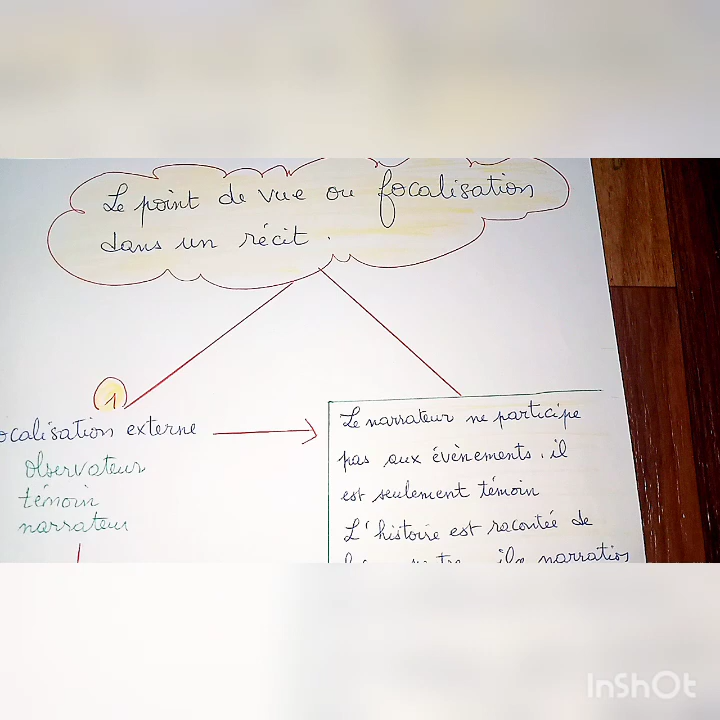 Le point de vue ou focalisation
dans un récit.
1
ocalisation externe
observateur
témoin
narrateur
Le narrateur ne participe
pas aux évènements. il
est seulement témoin
L'histoire est racontée de
narration
InShOt